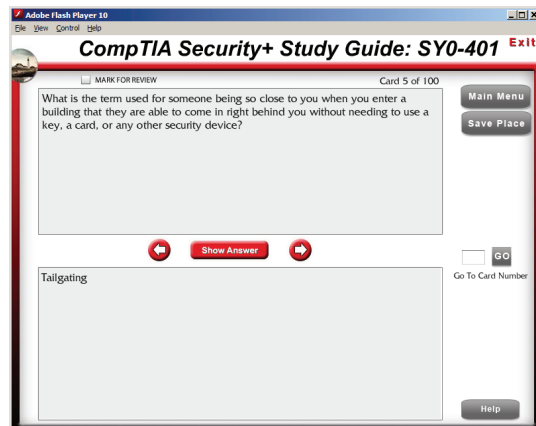 Adobe Flash Player 10
File View Control Help
CompTIA Security+ Study Guide: SY0-401
Exit
MARK FOR REVIEW
Card 5 of 100
What is the term used for someone being so close to you when you enter a
building that they are able to come in right behind you without needing to use a
key, a card, or any other security device?
Main Menu
Save Place
Show Answer
GO
Go To Card Number
Tailgating
Help